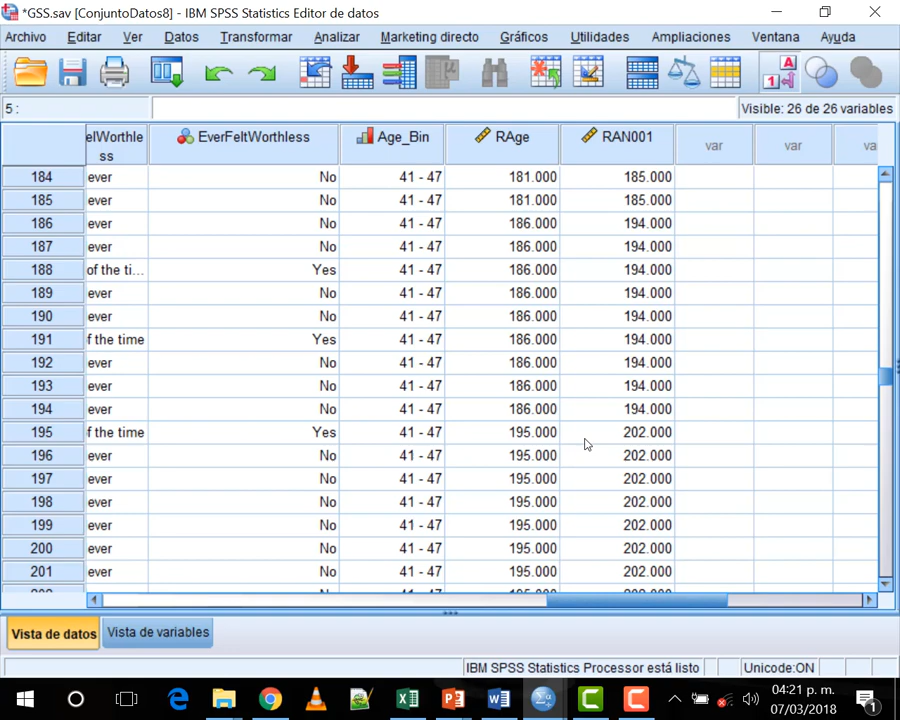 *GSS.sav [ConjuntoDatos8] - IBM SPSS Statistics Editor de datos
Archivo Editar Ver Datos Transformar Analizar Marketing directo Gráficos Utilidades Ampliaciones Ventana Ayuda
5 : Visible: 26 de 26 variables
elWorthle
ss EverFeltWorthless Age_Bin RAge RAN001 var var va
184 ever No 41 - 47 181.000 185.000
185 ever No 41 - 47 181.000 185.000
186 ever No 41 - 47 186.000 194.000
187 ever No 41 - 47 186.000 194.000
188 of the ti... Yes 41 - 47 186.000 194.000
189 ever No 41 - 47 186.000 194.000
190 ever No 41 - 47 186.000 194.000
191 f the time Yes 41 - 47 186.000 194.000
192 ever No 41 - 47 186.000 194.000
193 ever No 41 - 47 186.000 194.000
194 ever No 41 - 47 186.000 194.000
195 f the time Yes 41 - 47 195.000 202.000
196 ever No 41 - 47 195.000 202.000
197 ever No 41 - 47 195.000 202.000
198 ever No 41 - 47 195.000 202.000
199 ever No 41 - 47 195.000 202.000
200 ever No 41 - 47 195.000 202.000
201 ever No 41 - 47 195.000 202.000
Vista de datos Vista de variables
IBM SPSS Statistics Processor está listo Unicode:ON
04:21 p. m.
07/03/2018
1